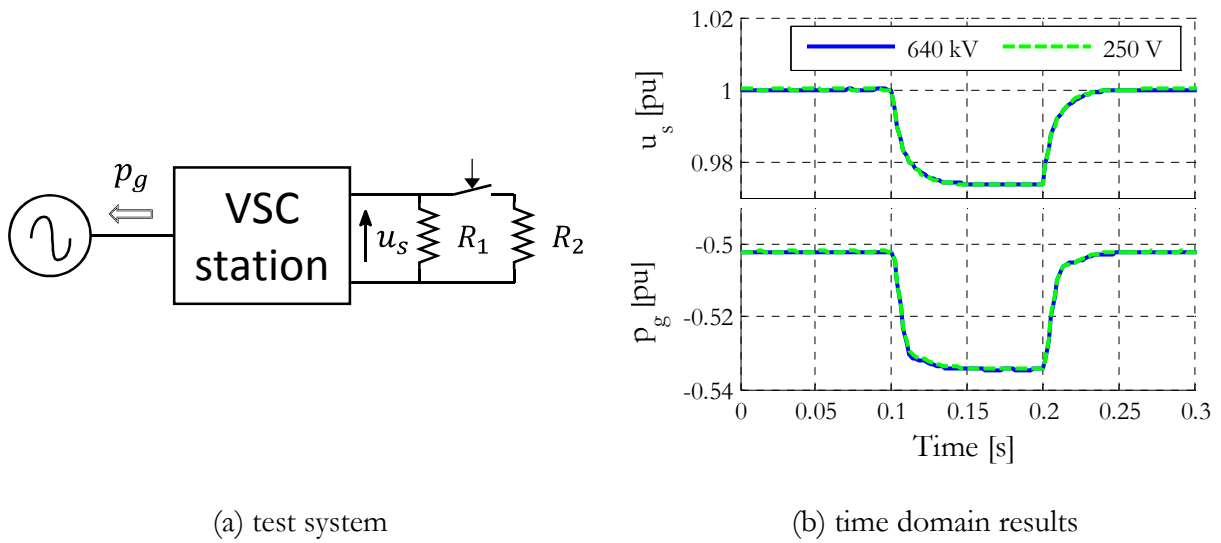 p_g
VSC
station
u_s
R_1
R_2
(a) test system
640 kV
250 V
u_s [pu]
1.02
1
0.98
p_g [pu]
-0.5
-0.52
-0.54
0
0.05
0.1
0.15
0.2
0.25
0.3
Time [s]
(b) time domain results